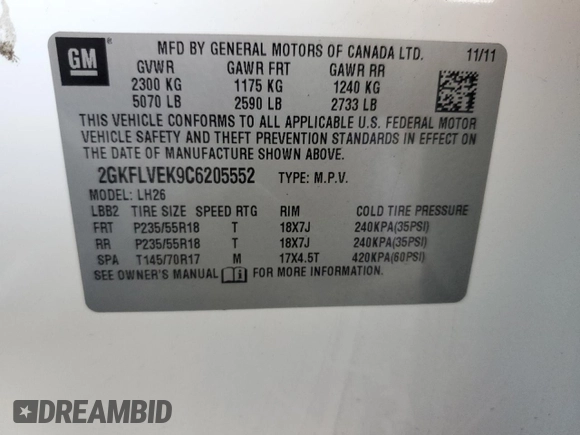 GM
MFD BY GENERAL MOTORS OF CANADA LTD. 11/11
GVWR GAWR FRT GAWR RR
2300 KG 1175 KG 1240 KG
5070 LB 2590 LB 2733 LB
THIS VEHICLE CONFORMS TO ALL APPLICABLE U.S. FEDERAL MOTOR
VEHICLE SAFETY AND THEFT PREVENTION STANDARDS IN EFFECT
ON THE DATE OF MANUFACTURE SHOWN ABOVE.
2GKFLVEK9C6205552 TYPE: M.P.V.
MODEL: LH26
LBB2 TIRE SIZE SPEED RTG RIM COLD TIRE PRESSURE
FRT P235/55R18 T 18X7J 240KPA(35PSI)
RR P235/55R18 T 18X7J 240KPA(35PSI)
SPA T145/70R17 M 17X4.5T 420KPA(60PSI)
SEE OWNER'S MANUAL FOR MORE INFORMATION.
DREAMBID